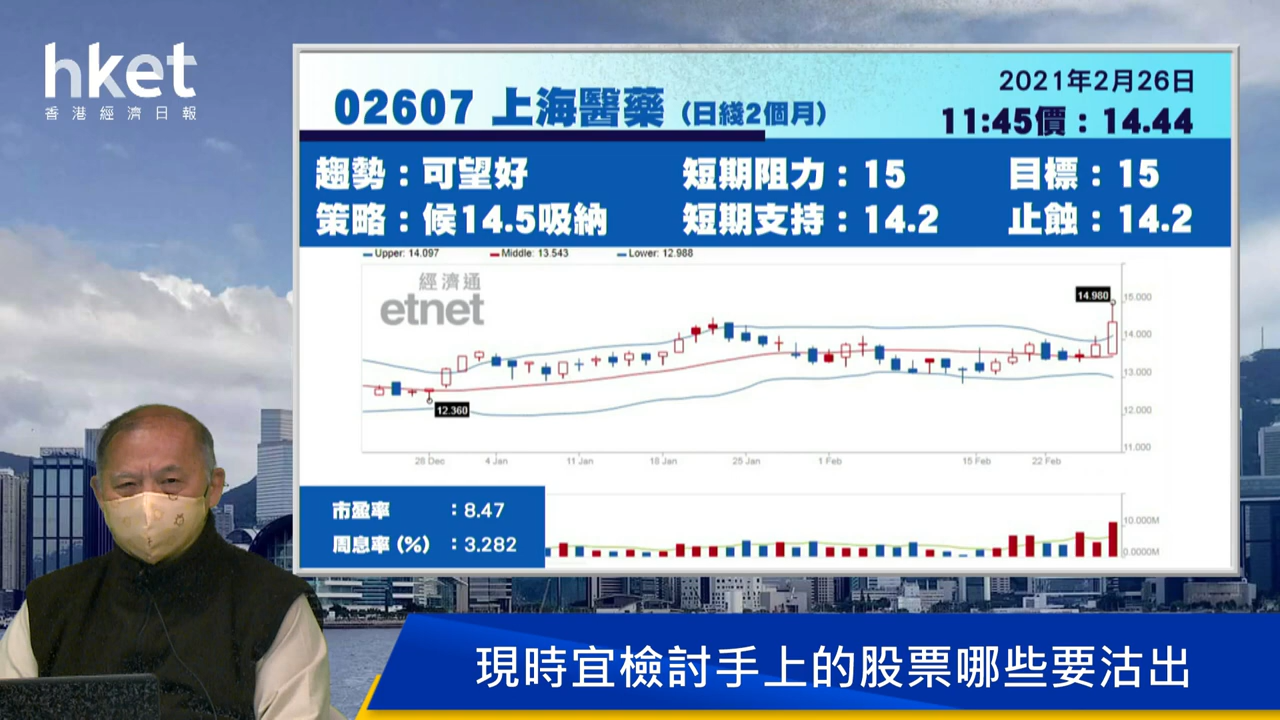 hket
香港經濟日報
02607 上海醫藥 (日綫2個月)
2021年2月26日
11:45價：14.44
趨勢：可望好
短期阻力：15
目標：15
策略：候14.5吸納
短期支持：14.2
止蝕：14.2
Upper: 14.097 Middle: 13.543 Lower: 12.988
經濟通
etnet
14.980
15.000
14.000
13.000
12.360
12.000
11.000
28 Dec 4 Jan 11 Jan 18 Jan 25 Jan 1 Feb 15 Feb 22 Feb
市盈率 ：8.47
周息率 (%) ：3.282
10.000M
0.0000M
現時宜檢討手上的股票哪些要沽出